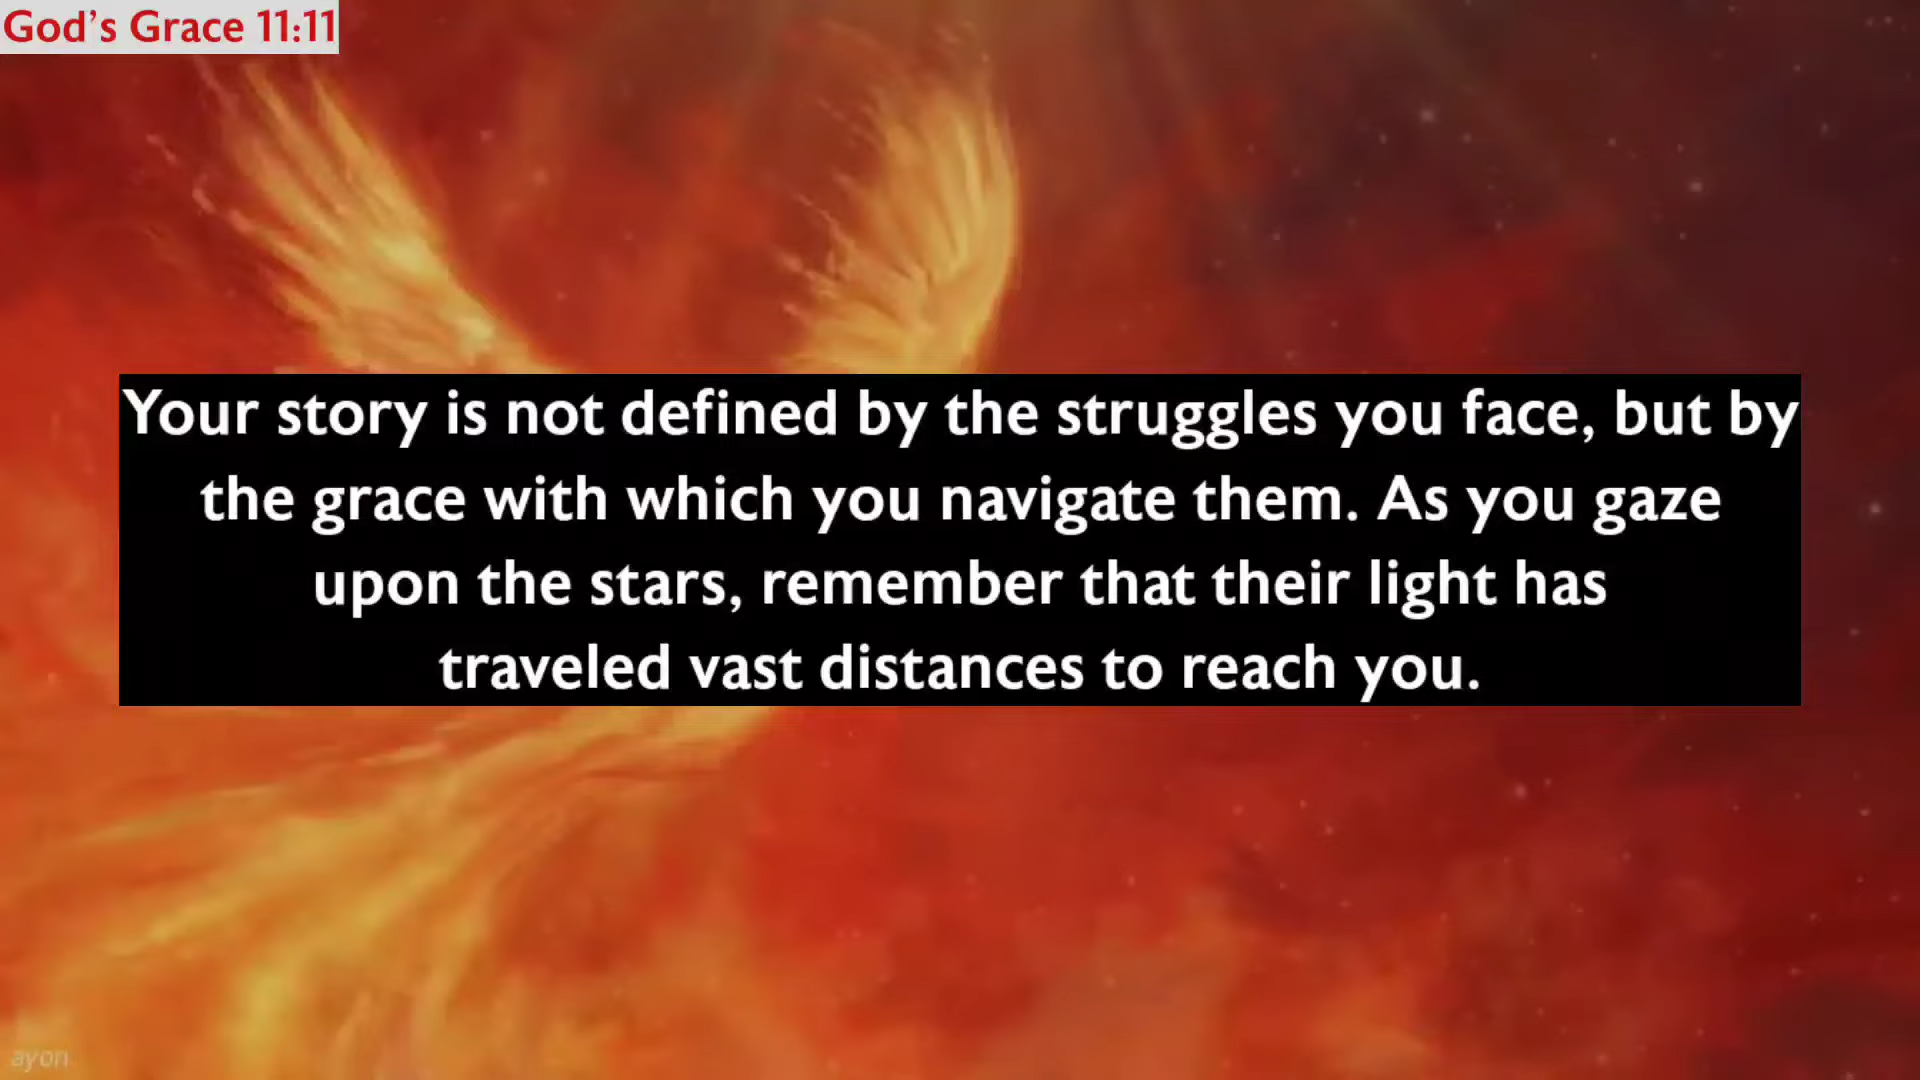 God's Grace 11:11
Your story is not defined by the struggles you face, but by
the grace with which you navigate them. As you gaze
upon the stars, remember that their light has
traveled vast distances to reach you.
ayon